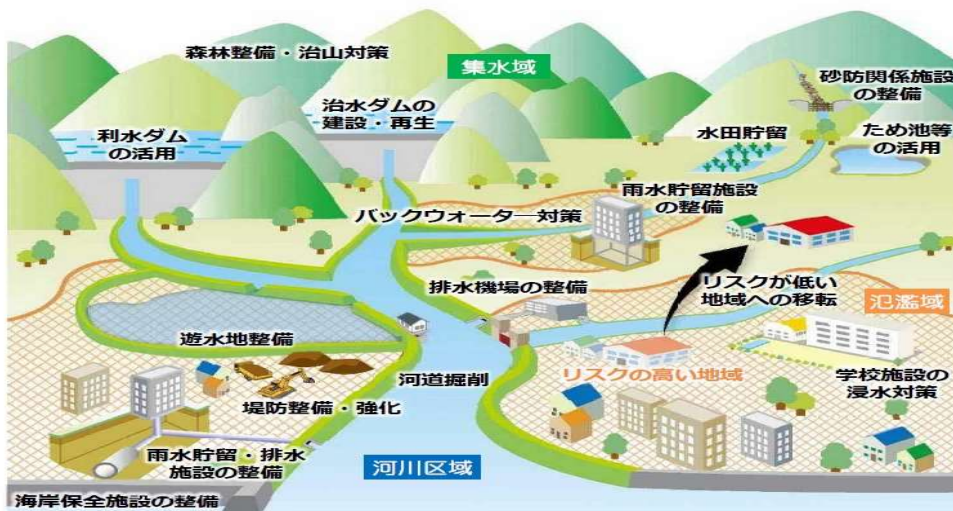 森林整備・治山対策
集水域
砂防関係施設
の整備
治水ダムの
建設・再生
利水ダム
の活用
水田貯留
ため池等
の活用
雨水貯留施設
の整備
バックウォーター対策
排水機場の整備
リスクが低い
地域への移転
氾濫域
遊水地整備
河道掘削
リスクの高い地域
学校施設の
浸水対策
堤防整備・強化
雨水貯留・排水
施設の整備
河川区域
海岸保全施設の整備